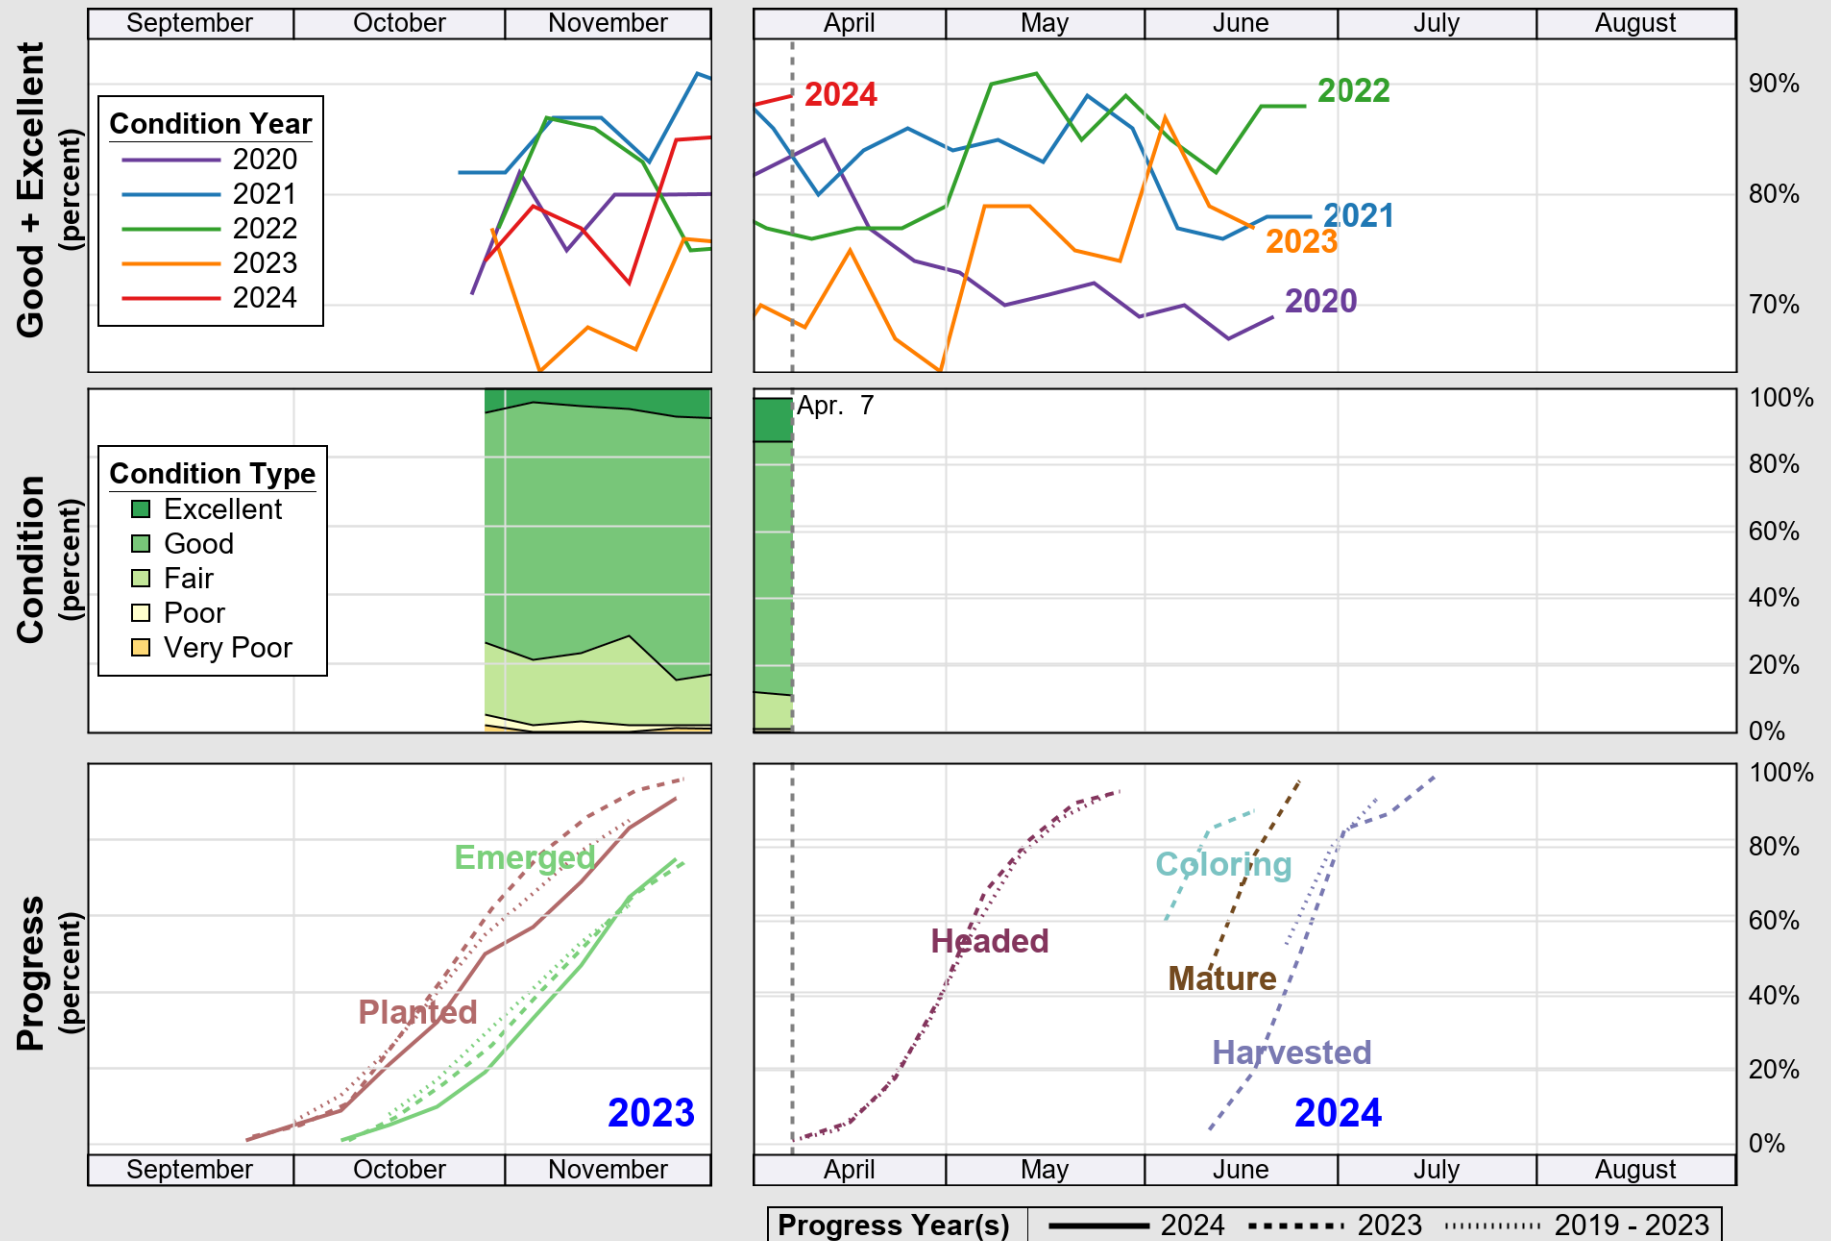 September October November April May June July August
Good + Excellent
(percent)
Condition Year
2020
2021
2022
2023
2024
2024
2022
2021
2023
2020
90%
80%
70%
Condition
(percent)
Condition Type
Excellent
Good
Fair
Poor
Very Poor
Apr. 7
100%
80%
60%
40%
20%
0%
Progress
(percent)
Emerged
Planted
2023
Coloring
Headed
Mature
Harvested
2024
100%
80%
60%
40%
20%
0%
September October November April May June July August
Progress Year(s) 2024 2023 2019 - 2023